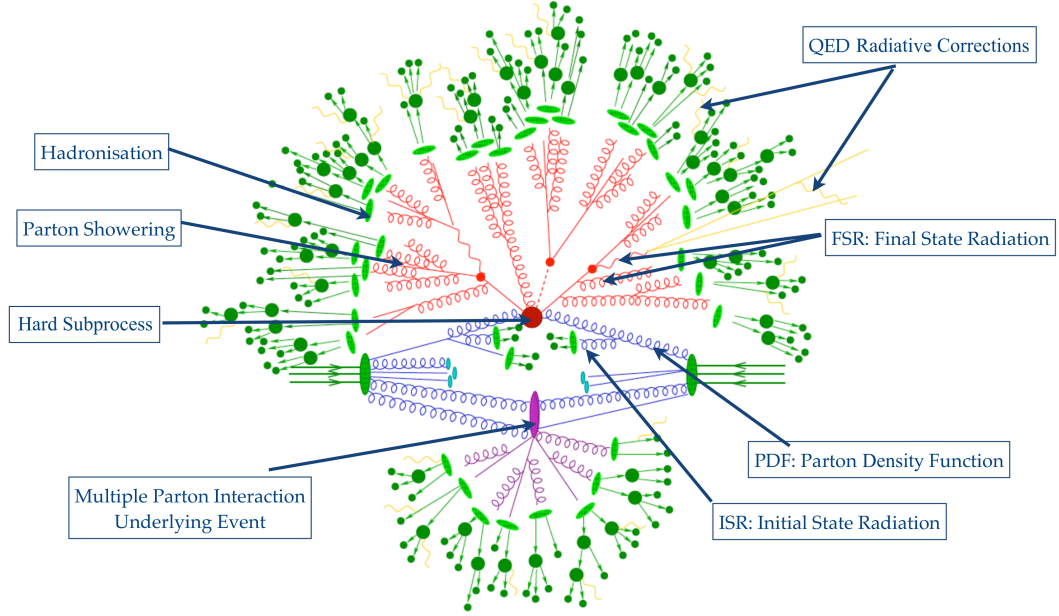 QED Radiative Corrections
Hadronisation
Parton Showering
FSR: Final State Radiation
Hard Subprocess
PDF: Parton Density Function
Multiple Parton Interaction
Underlying Event
ISR: Initial State Radiation